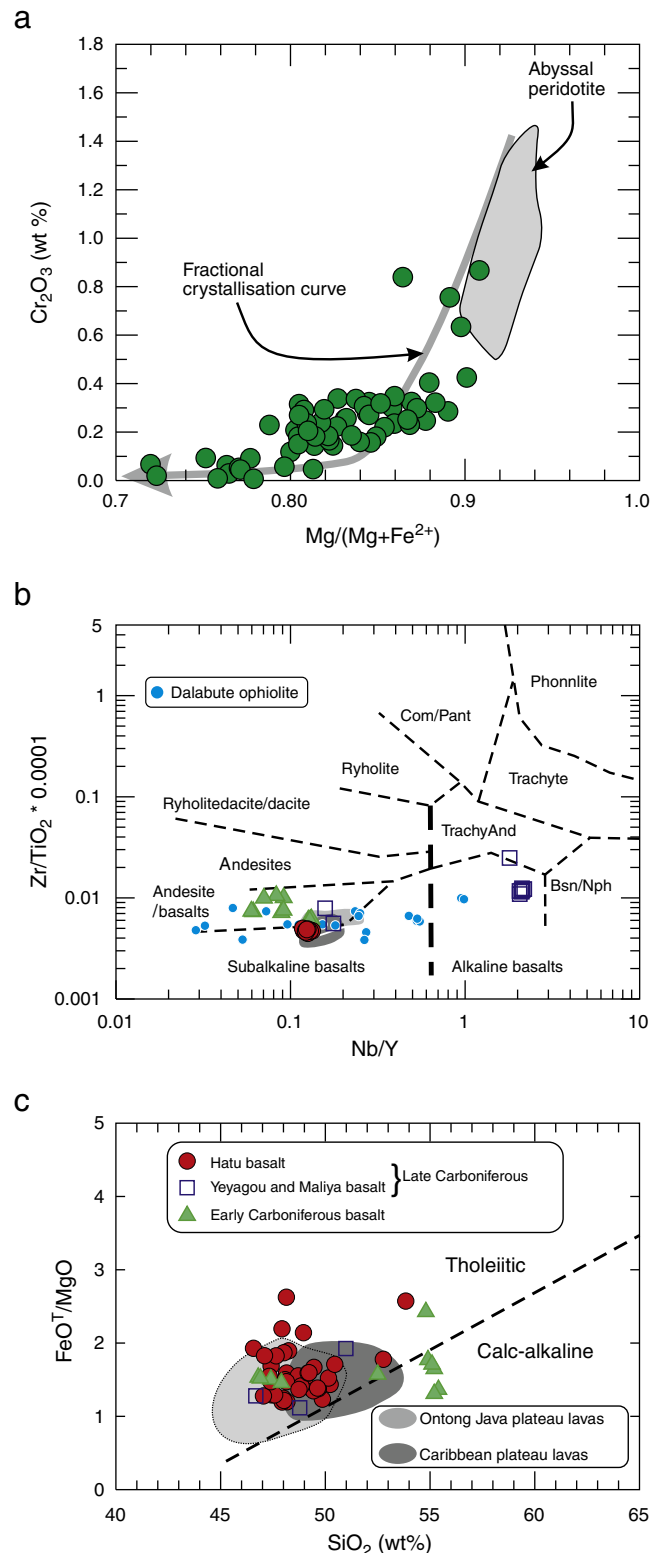 a
1.8
1.6
1.4
1.2
1.0
0.8
0.6
0.4
0.2
0.0
Cr2O3 (wt %)
Abyssal
peridotite
Fractional
crystallisation curve
0.7
0.8
0.9
1.0
Mg/(Mg+Fe2+)
b
5
1
0.1
0.01
0.001
Zr/TiO2 * 0.0001
Dalabute ophiolite
Phonnlite
Com/Pant
Ryholite
Trachyte
Ryholitedacite/dacite
TrachyAnd
Andesites
Bsn/Nph
Andesite
/basalts
Subalkaline basalts
Alkaline basalts
0.01
0.1
1
10
Nb/Y
c
5
4
3
2
1
0
FeOT/MgO
Hatu basalt
Yeyagou and Maliya basalt
}Late Carboniferous
Early Carboniferous basalt
Tholeiitic
Calc-alkaline
Ontong Java plateau lavas
Caribbean plateau lavas
40
45
50
55
60
65
SiO2 (wt%)